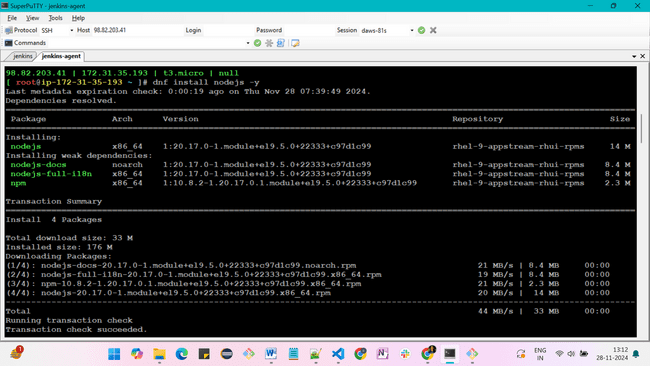 SuperPuTTY - jenkins-agent
File View Tools Help
Protocol SSH Host 98.82.203.41 Login Password Session daws-81s
Commands
jenkins jenkins-agent
98.82.203.41 | 172.31.35.193 | t3.micro | null
[ root@ip-172-31-35-193 ~ ]# dnf install nodejs -y
Last metadata expiration check: 0:00:19 ago on Thu Nov 28 07:39:49 2024.
Dependencies resolved.
Package Arch Version Repository Size
Installing:
nodejs x86_64 1:20.17.0-1.module+el9.5.0+22333+c97d1c99 rhel-9-appstream-rhui-rpms 14 M
Installing weak dependencies:
nodejs-docs noarch 1:20.17.0-1.module+el9.5.0+22333+c97d1c99 rhel-9-appstream-rhui-rpms 8.4 M
nodejs-full-i18n x86_64 1:20.17.0-1.module+el9.5.0+22333+c97d1c99 rhel-9-appstream-rhui-rpms 8.4 M
npm x86_64 1:10.8.2-1.20.17.0.1.module+el9.5.0+22333+c97d1c99 rhel-9-appstream-rhui-rpms 2.3 M
Transaction Summary
Install 4 Packages
Total download size: 33 M
Installed size: 176 M
Downloading Packages:
(1/4): nodejs-docs-20.17.0-1.module+el9.5.0+22333+c97d1c99.noarch.rpm 21 MB/s | 8.4 MB 00:00
(2/4): nodejs-full-i18n-20.17.0-1.module+el9.5.0+22333+c97d1c99.x86_64.rpm 19 MB/s | 8.4 MB 00:00
(3/4): npm-10.8.2-1.20.17.0.1.module+el9.5.0+22333+c97d1c99.x86_64.rpm 21 MB/s | 2.3 MB 00:00
(4/4): nodejs-20.17.0-1.module+el9.5.0+22333+c97d1c99.x86_64.rpm 20 MB/s | 14 MB 00:00
Total 44 MB/s | 33 MB 00:00
Running transaction check
Transaction check succeeded.
ENG
IN
13:12
28-11-2024